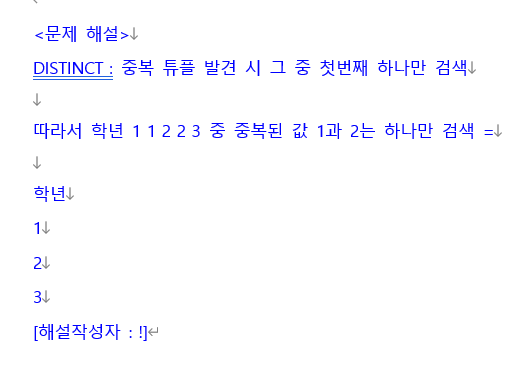 <문제 해설>
DISTINCT : 중복 튜플 발견 시 그 중 첫번째 하나만 검색
따라서 학년 1 1 2 2 3 중 중복된 값 1과 2는 하나만 검색 =
학년
1
2
3
[해설작성자 : !]